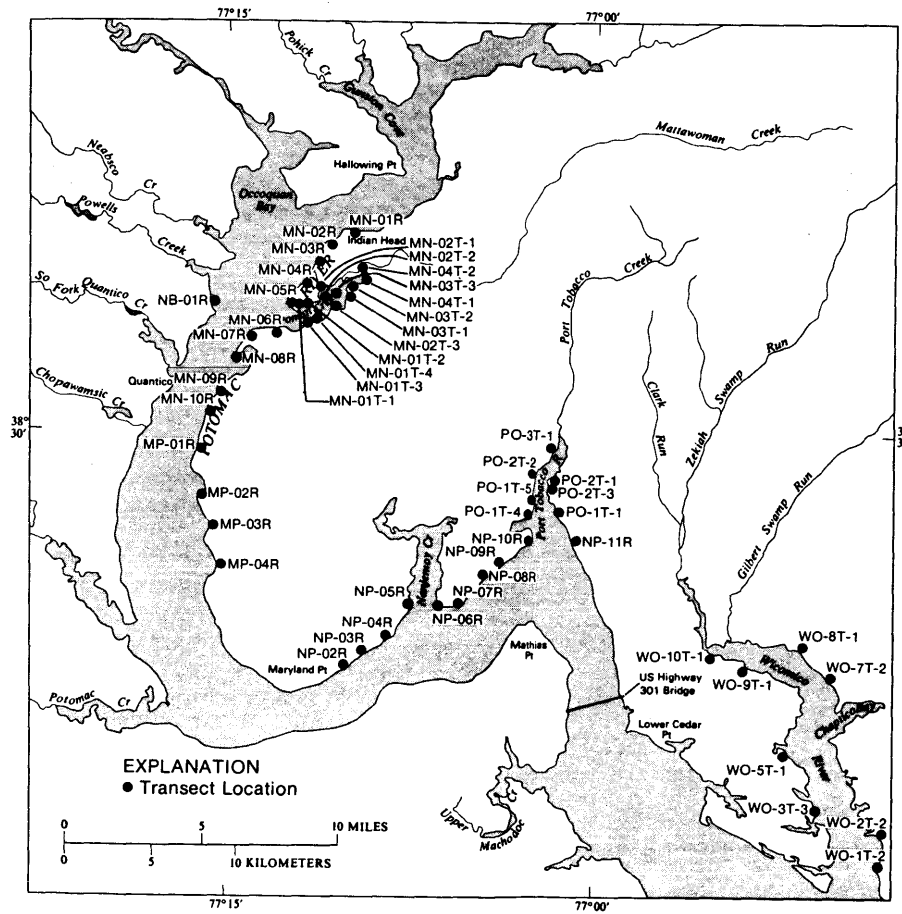 77°15'
77°00'
Pohick Cr
Gunston Cove
Mattawoman Creek
Neabsco Cr
Hallowing Pt
Occoquan Bay
Powells Creek
MN-01R
MN-02R
Indian Head
MN-03R
MN-02T-1
MN-02T-2
MN-04R
MN-04T-2
So Fork Quantico Cr
MN-03T-3
MN-05R
MN-04T-1
NB-01R
MN-03T-2
MN-06R
MN-03T-1
MN-07R
MN-02T-3
MN-01T-2
MN-08R
MN-01T-4
MN-01T-3
MN-01T-1
Port Tobacco Creek
Quantico
MN-09R
MN-10R
Chopawamsic Cr
POTOMAC
RIVER
38°
30'
MP-01R
MP-02R
MP-03R
MP-04R
Clark Run
Zekiah Swamp Run
Gilbert Swamp Run
PO-3T-1
PO-2T-2
PO-2T-1
PO-1T-5
PO-2T-3
PO-1T-4
PO-1T-1
Port Tobacco R
NP-10R
NP-11R
NP-09R
NP-08R
Nanjemoy Cr
NP-05R
NP-07R
NP-06R
NP-04R
NP-03R
NP-02R
Maryland Pt
Mathias Pt
WO-8T-1
WO-10T-1
WO-9T-1
Wicomico
WO-7T-2
US Highway
301 Bridge
Chaptico Bay
Lower Cedar Pt
Potomac Cr
WO-5T-1
River
EXPLANATION
Transect Location
WO-3T-3
WO-2T-2
WO-1T-2
Upper Machodoc Cr
0 5 10 MILES
0 5 10 KILOMETERS
77°15'
77°00'